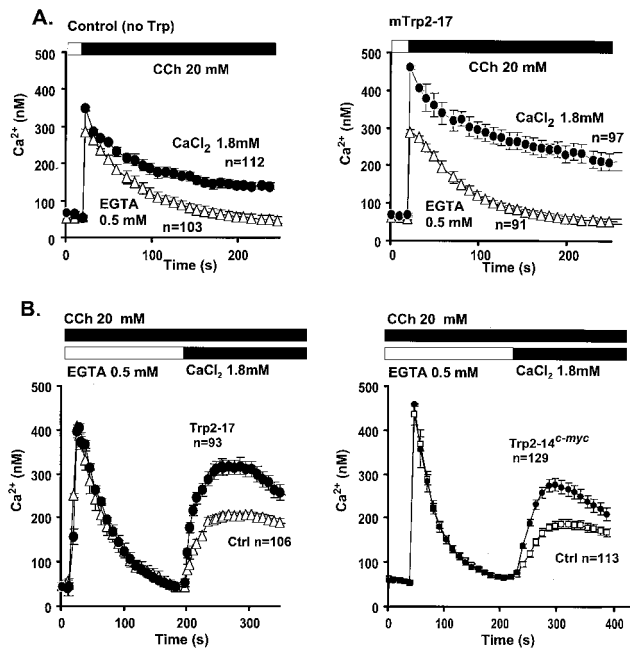 A.
Control (no Trp)
CCh 20 mM
500
400
300
200
100
0
Ca2+ (nM)
CaCl2 1.8mM
n=112
EGTA
0.5 mM
n=103
0
100
200
Time (s)
mTrp2-17
CCh 20 mM
500
400
300
200
100
0
Ca2+ (nM)
CaCl2 1.8mM
n=97
EGTA
0.5 mM
n=91
0
100
200
Time (s)
B.
CCh 20 mM
EGTA 0.5 mM
CaCl2 1.8mM
500
400
300
200
100
0
Ca2+ (nM)
Trp2-17
n=93
Ctrl n=106
0
100
200
300
Time (s)
CCh 20 mM
EGTA 0.5 mM
CaCl2 1.8mM
500
400
300
200
100
0
Ca2+ (nM)
Trp2-14c-myc
n=129
Ctrl n=113
0
100
200
300
400
Time (s)